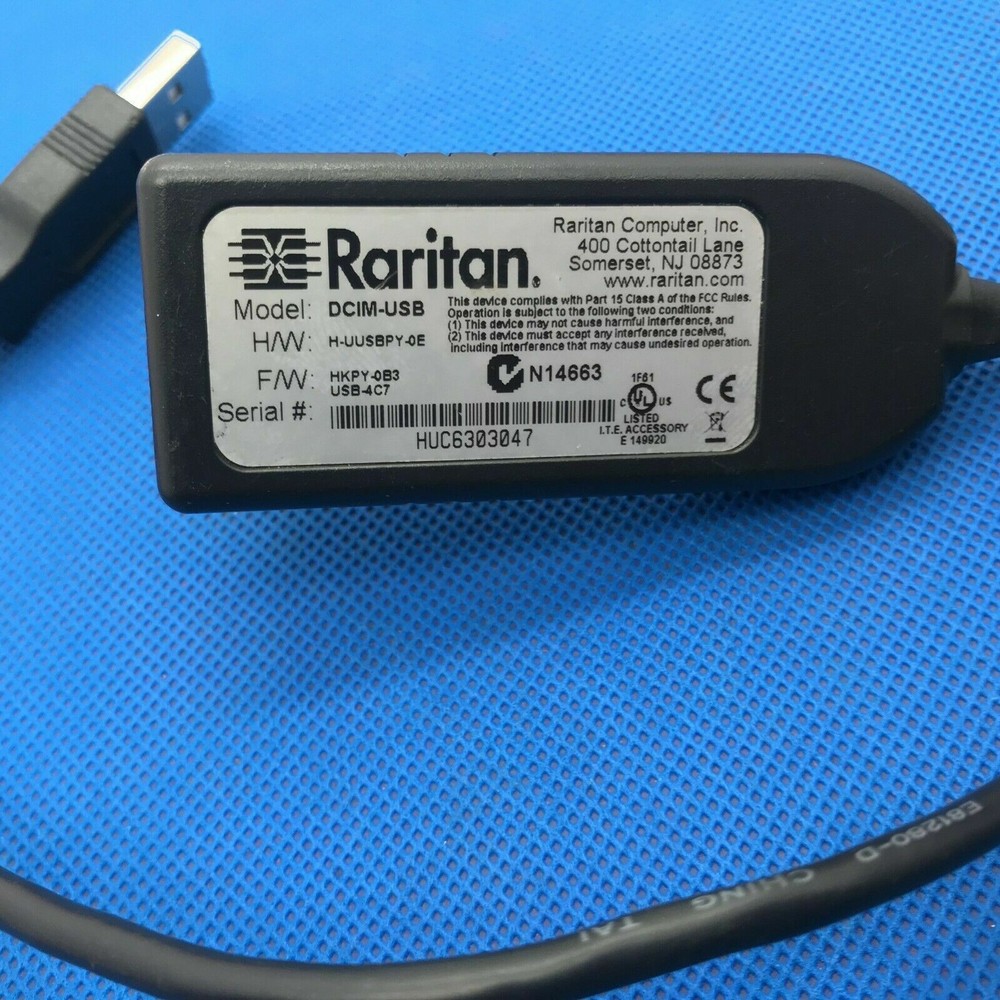 Raritan®
Raritan Computer, Inc.
400 Cottontail Lane
Somerset, NJ 08873
www.raritan.com
Model: DCIM-USB
This device complies with Part 15 Class A of the FCC Rules.
Operation is subject to the following two conditions:
(1) This device may not cause harmful interference, and
(2) This device must accept any interference received,
including interference that may cause undesired operation.
H/W: H-UUSBPY-0E
F/W: HKPY-0B3
USB-4C7
N14663
1F61
C UL US
LISTED
I.T.E. ACCESSORY
E 149920
CE
Serial #:
HUC6303047
E81280-D
CHING TAI